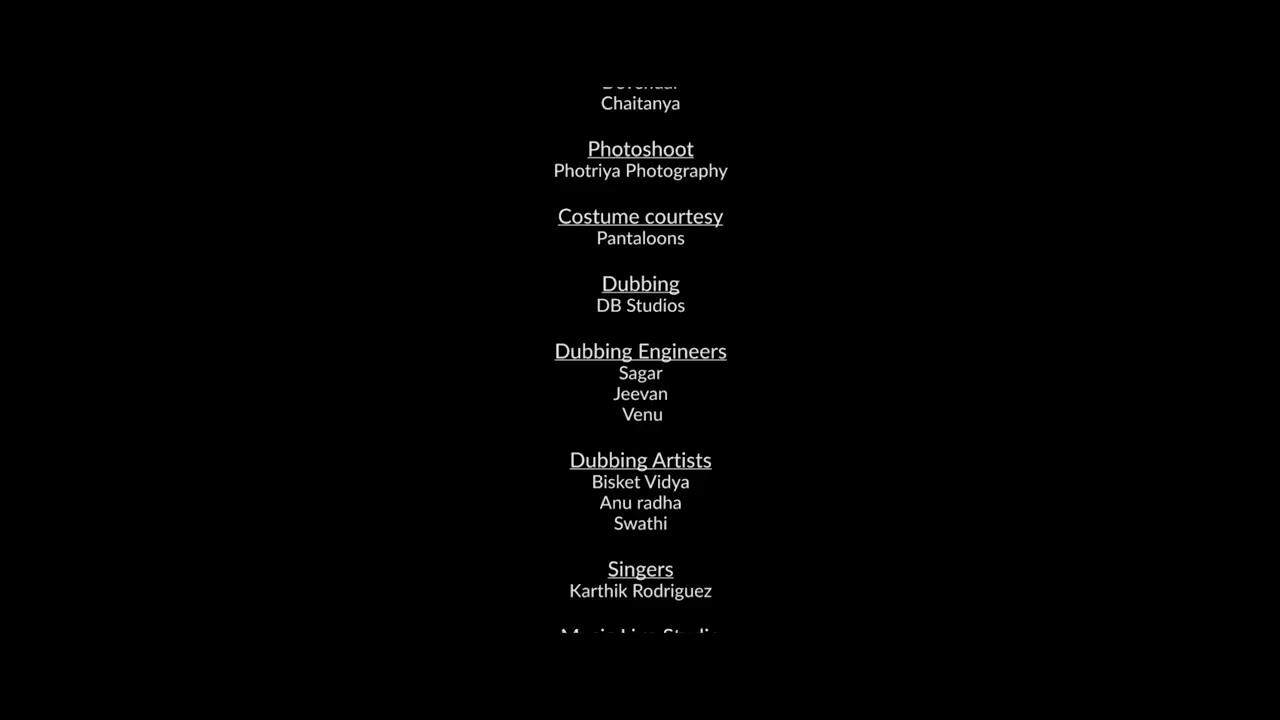 Chaitanya
Photoshoot
Photriya Photography
Costume courtesy
Pantaloons
Dubbing
DB Studios
Dubbing Engineers
Sagar
Jeevan
Venu
Dubbing Artists
Bisket Vidya
Anu radha
Swathi
Singers
Karthik Rodriguez